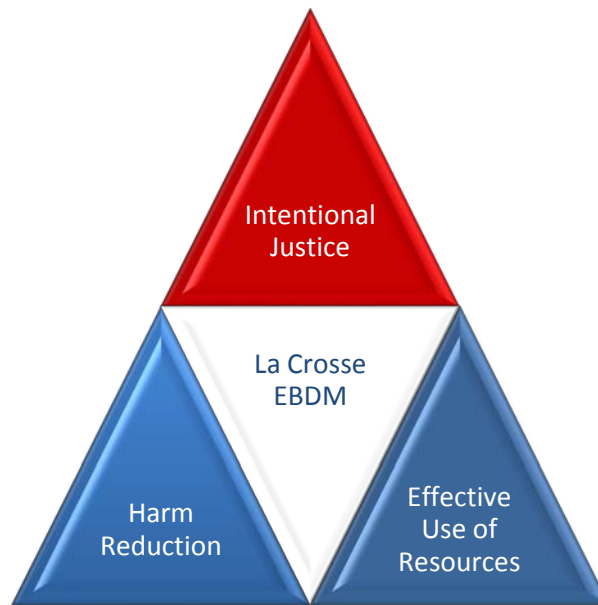 Intentional
Justice
La Crosse
EBDM
Harm
Reduction
Effective
Use of
Resources